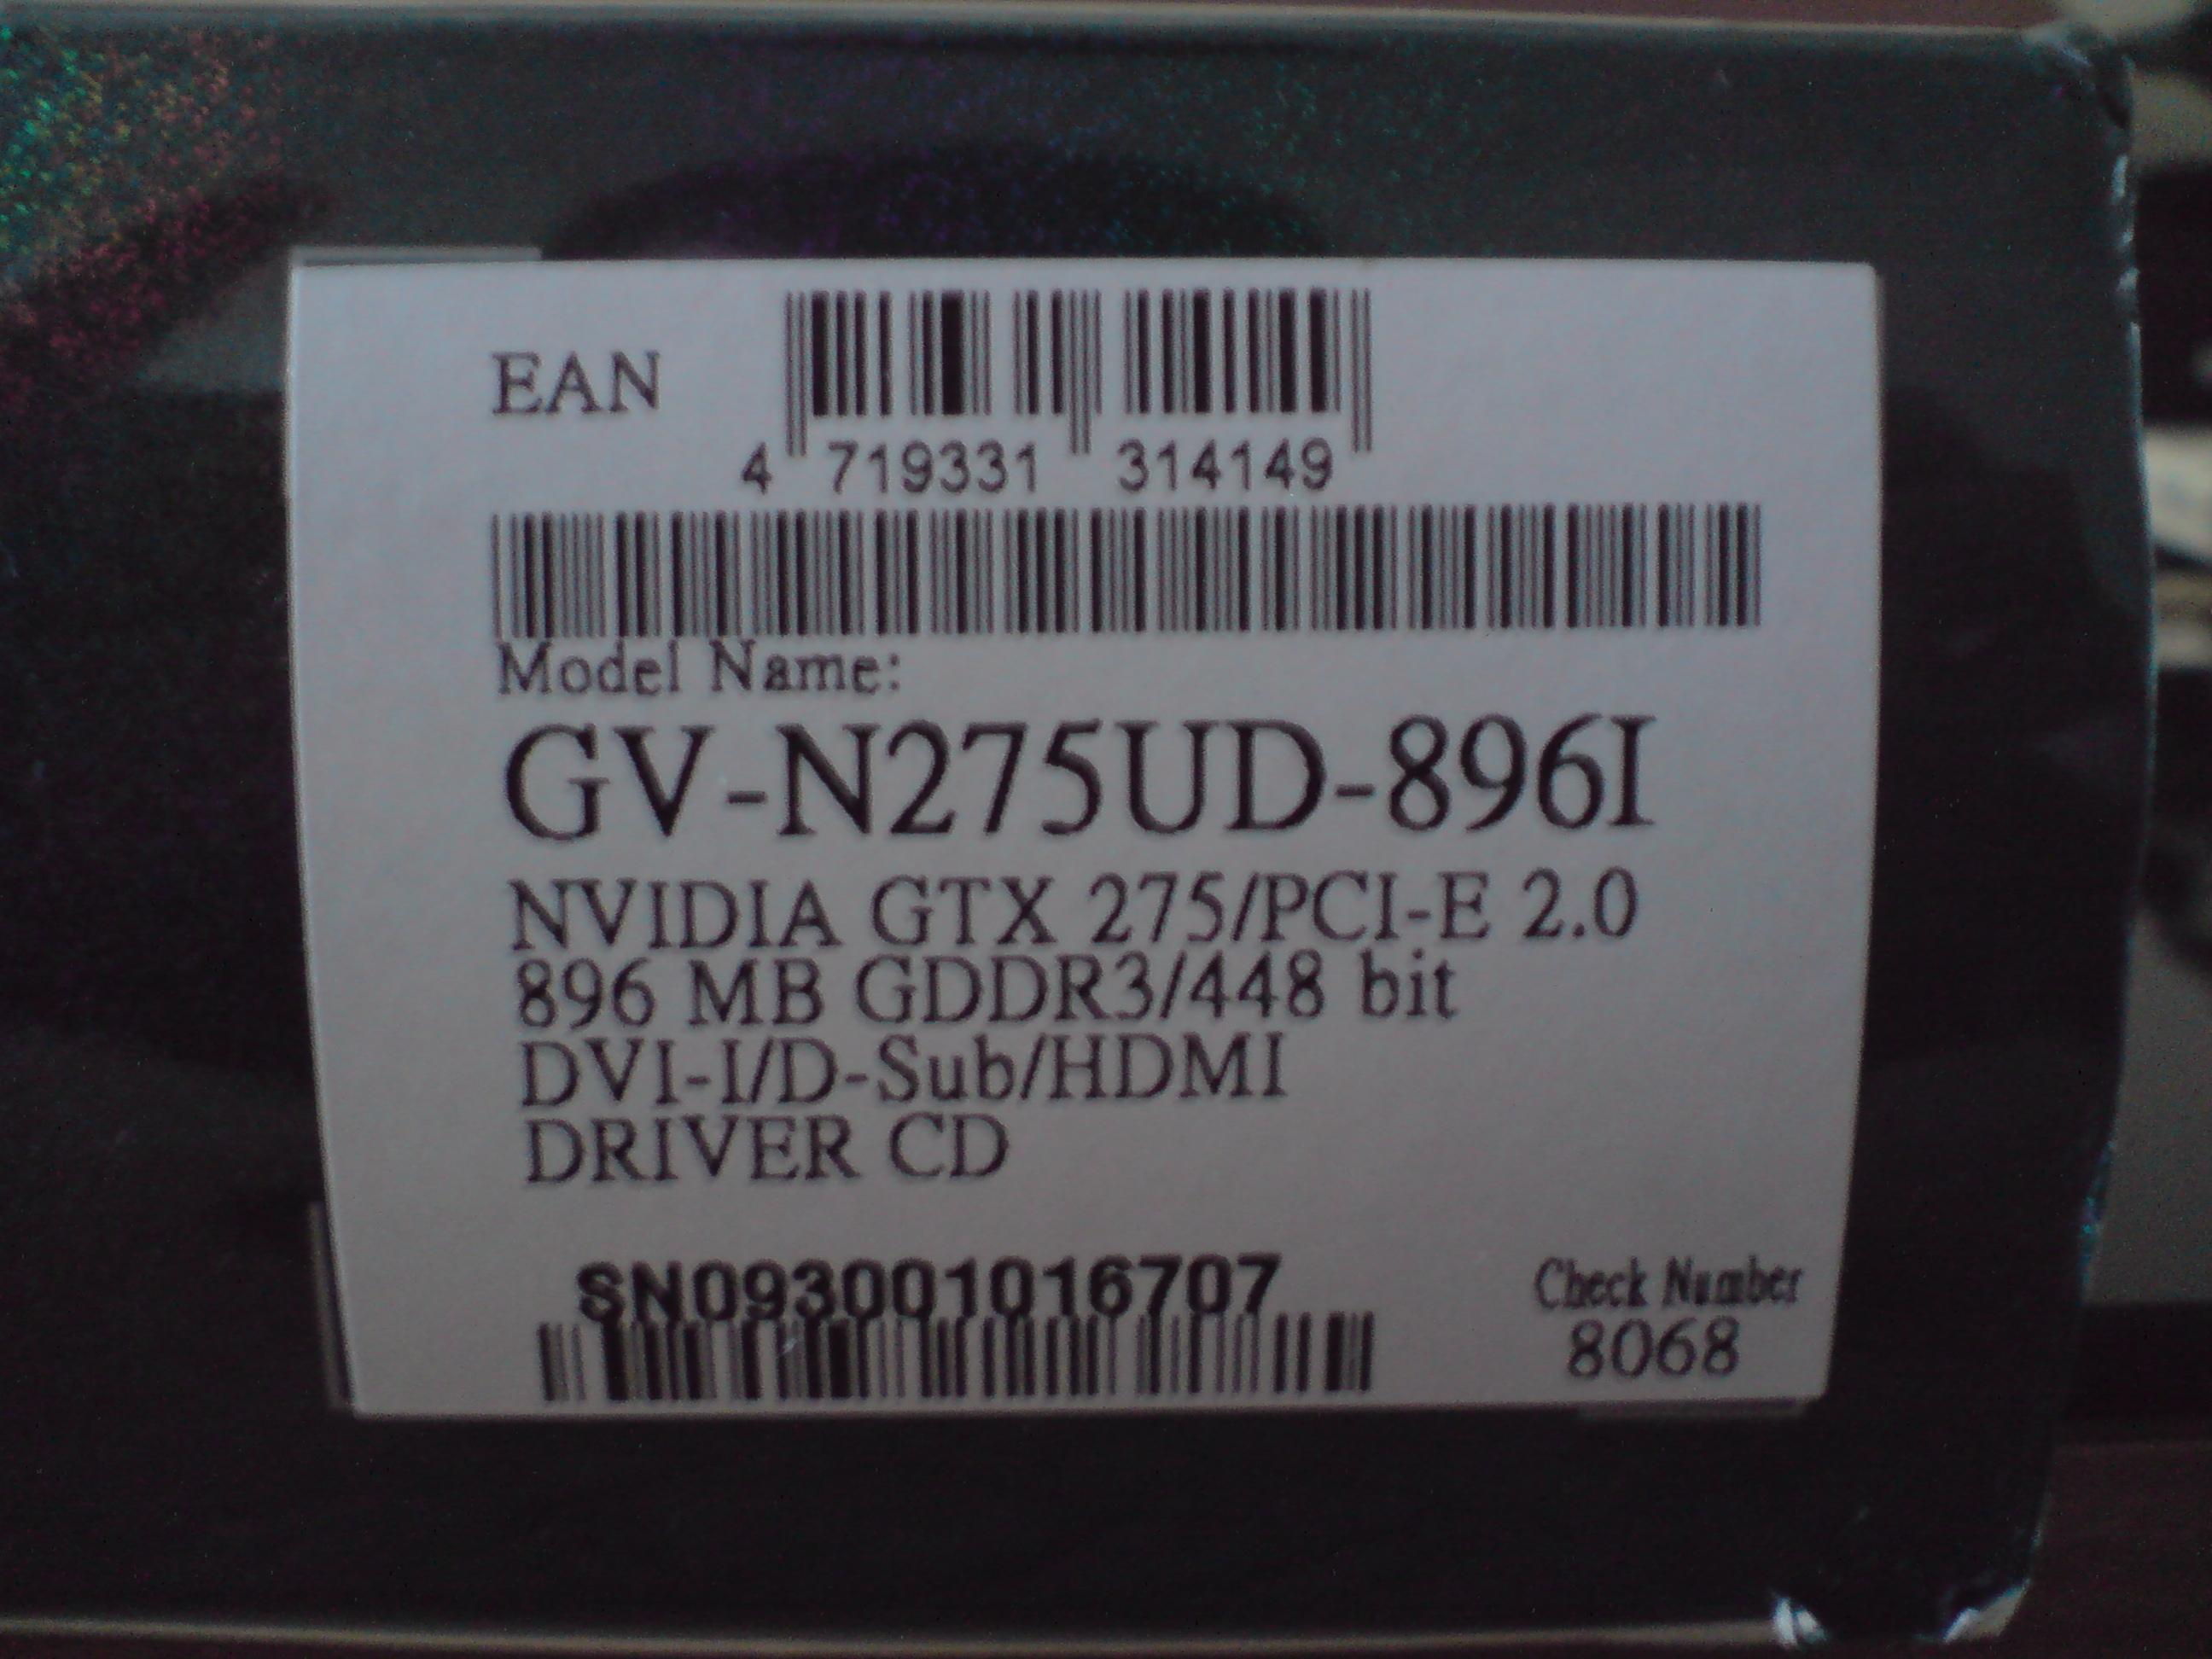 EAN
4 719331 314149
Model Name:
GV-N275UD-896I
NVIDIA GTX 275/PCI-E 2.0
896 MB GDDR3/448 bit
DVI-I/D-Sub/HDMI
DRIVER CD
SN093001016707
Check Number
8068